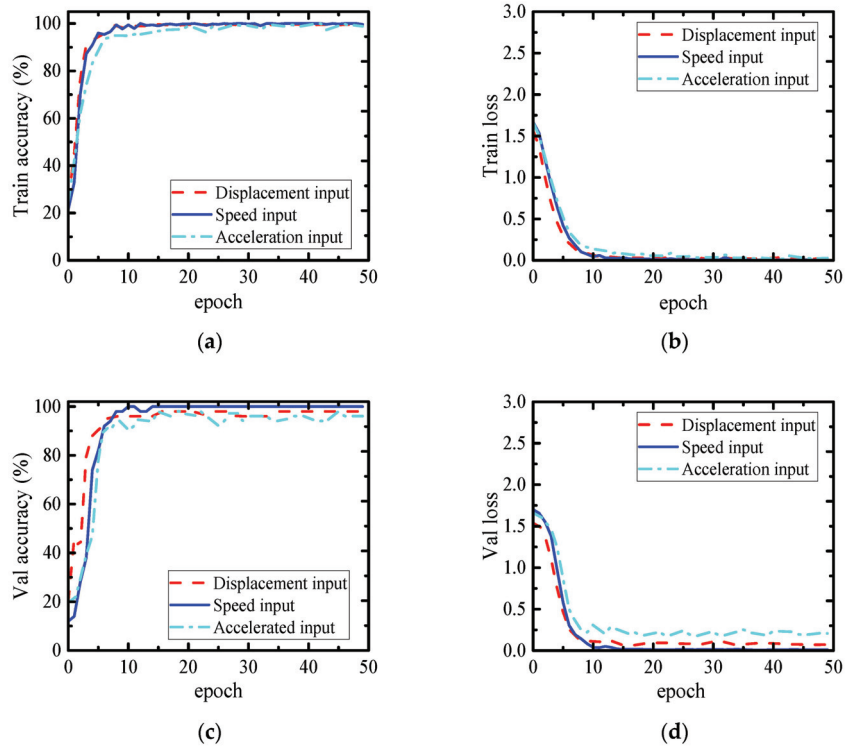 100
80
60
40
20
0
Train accuracy (%)
Displacement input
Speed input
Acceleration input
0 10 20 30 40 50
epoch
(a)
3.0
2.5
2.0
1.5
1.0
0.5
0.0
Train loss
Displacement input
Speed input
Acceleration input
0 10 20 30 40 50
epoch
(b)
100
80
60
40
20
0
Val accuracy (%)
Displacement input
Speed input
Accelerated input
0 10 20 30 40 50
epoch
(c)
3.0
2.5
2.0
1.5
1.0
0.5
0.0
Val loss
Displacement input
Speed input
Acceleration input
0 10 20 30 40 50
epoch
(d)